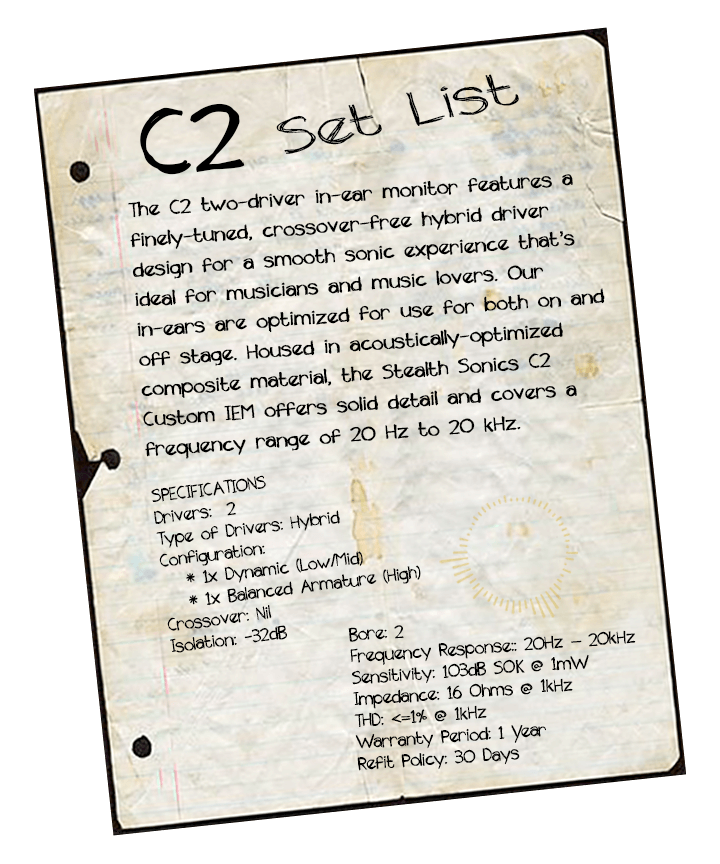 C2 Set List
The C2 two-driver in-ear monitor features a
finely-tuned, crossover-free hybrid driver
design for a smooth sonic experience that's
ideal for musicians and music lovers. Our
in-ears are optimized for use for both on and
off stage. Housed in acoustically-optimized
composite material, the Stealth Sonics C2
Custom IEM offers solid detail and covers a
frequency range of 20 Hz to 20 kHz.
SPECIFICATIONS
Drivers: 2
Type of Drivers: Hybrid
Configuration:
* 1x Dynamic (Low/Mid)
* 1x Balanced Armature (High)
Crossover: Nil
Isolation: -32dB
Bore: 2
Frequency Response:: 20Hz – 20kHz
Sensitivity: 103dB SOK @ 1mW
Impedance: 16 Ohms @ 1kHz
THD: <=1% @ 1kHz
Warranty Period: 1 Year
Refit Policy: 30 Days